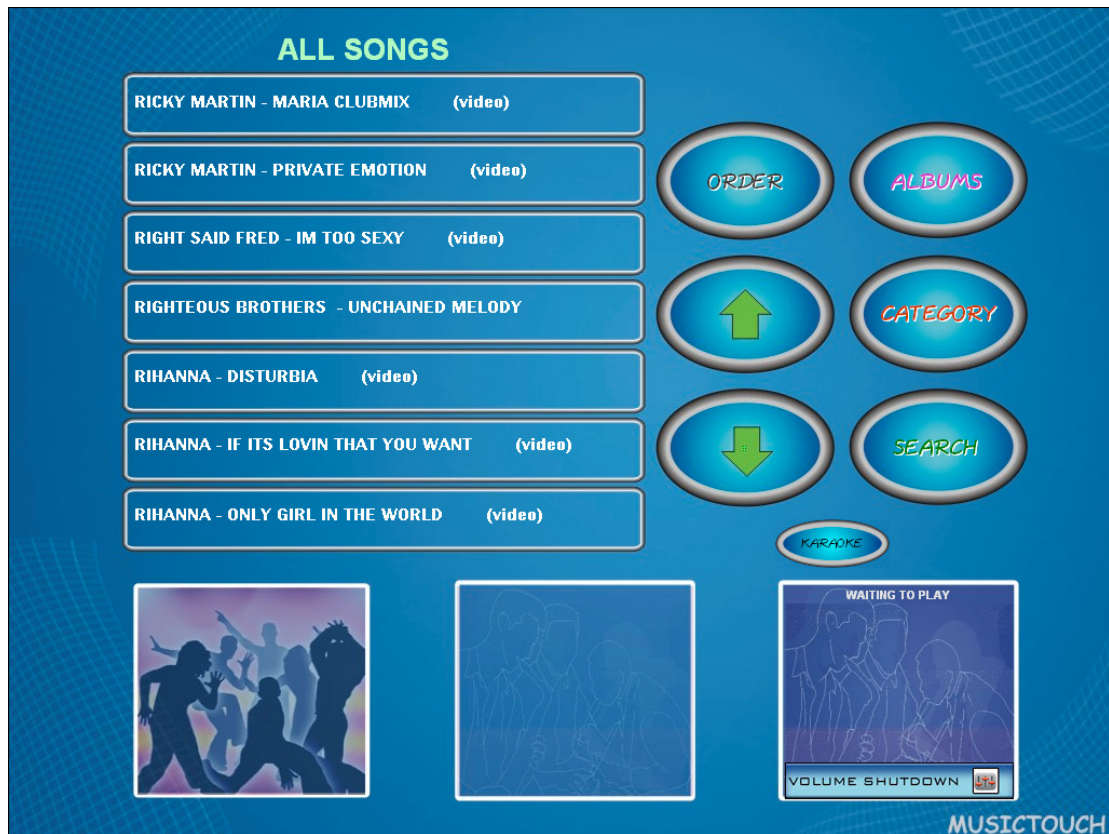 ALL SONGS
RICKY MARTIN - MARIA CLUBMIX (video)
RICKY MARTIN - PRIVATE EMOTION (video)
RIGHT SAID FRED - IM TOO SEXY (video)
RIGHTEOUS BROTHERS - UNCHAINED MELODY
RIHANNA - DISTURBIA (video)
RIHANNA - IF ITS LOVIN THAT YOU WANT (video)
RIHANNA - ONLY GIRL IN THE WORLD (video)
ORDER
ALBUMS
CATEGORY
SEARCH
KARAOKE
WAITING TO PLAY
VOLUME SHUTDOWN
MUSICTOUCH